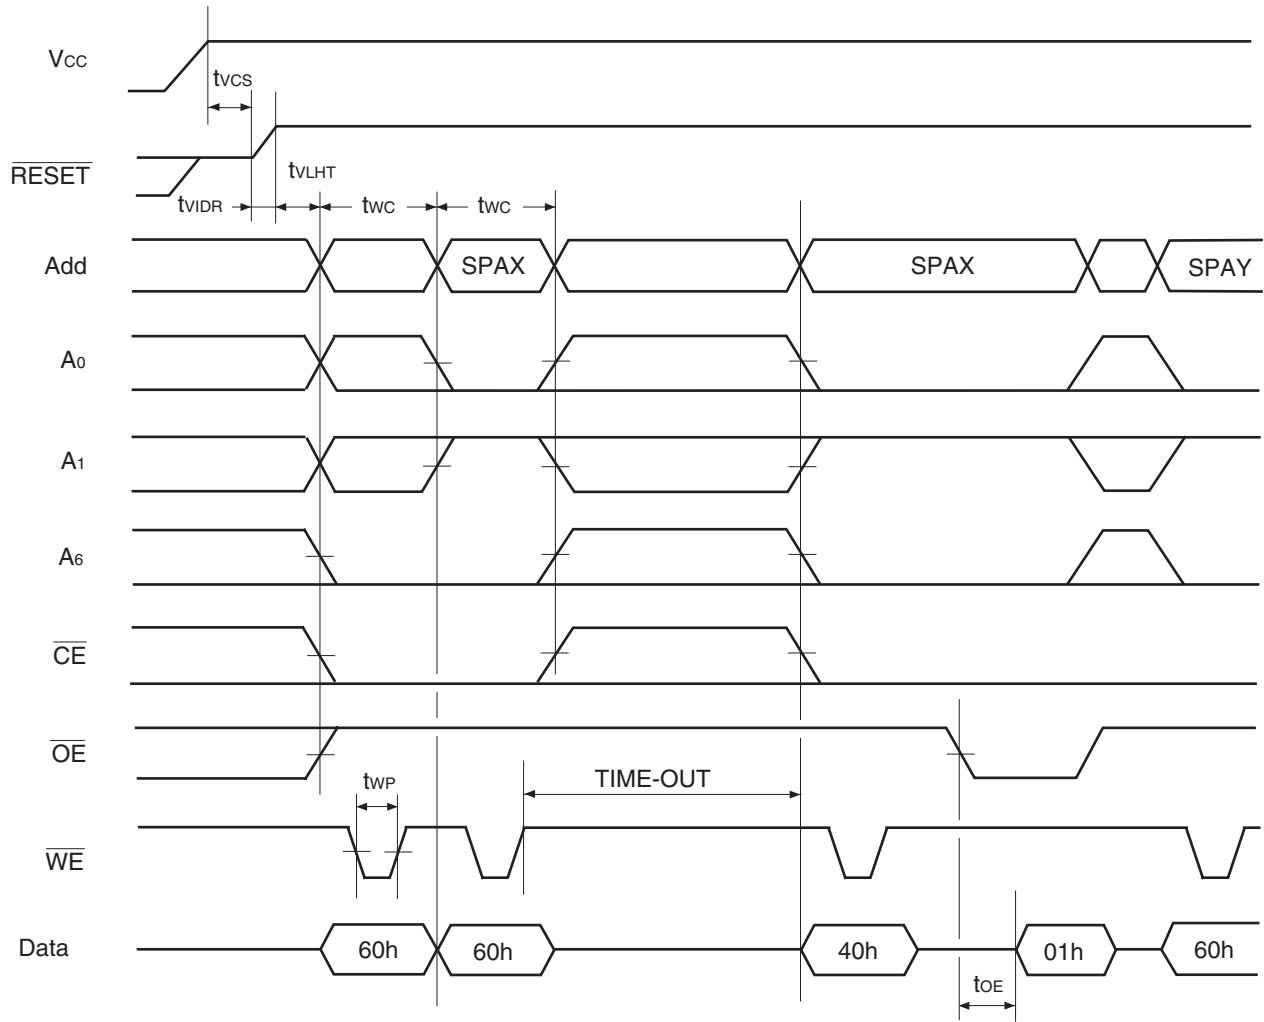 VCC
tVCS
RESET
tVLHT
tVIDR
tWC
tWC
Add
SPAX
SPAX
SPAY
A0
A1
A6
CE
OE
tWP
TIME-OUT
WE
Data
60h
60h
40h
01h
60h
tOE